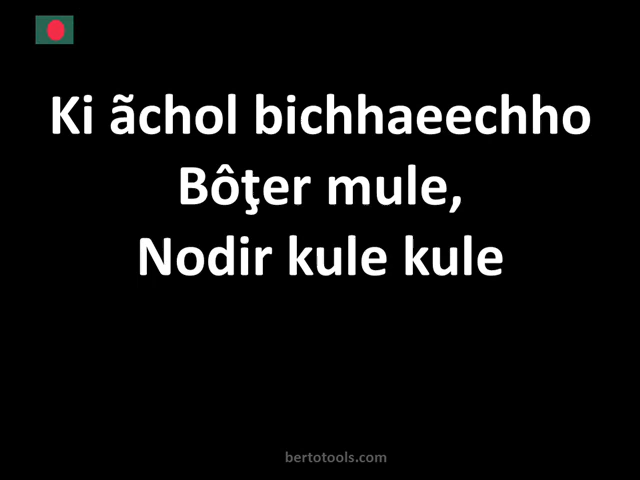 Ki ãchol bichhaeechho
Bôţer mule,
Nodir kule kule
bertotools.com